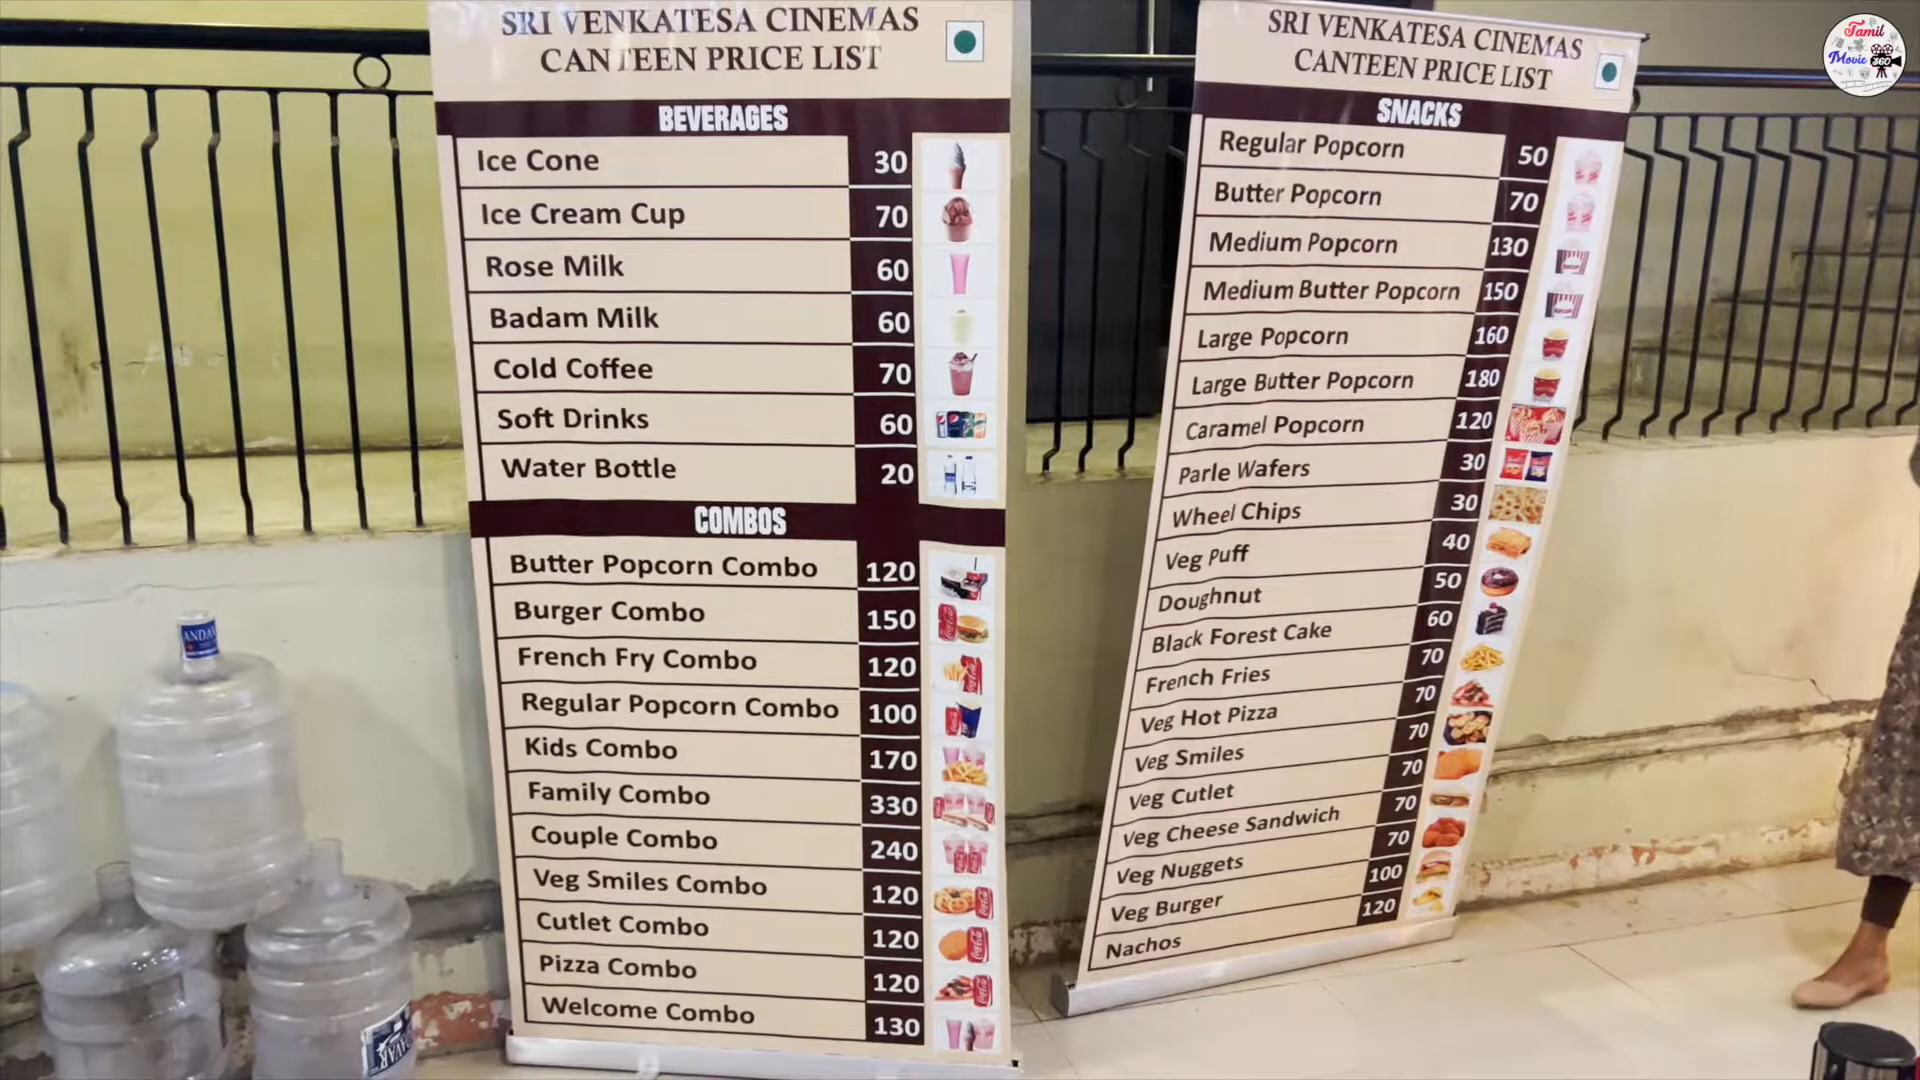 SRI VENKATESA CINEMAS
CANTEEN PRICE LIST
BEVERAGES
Ice Cone 30
Ice Cream Cup 70
Rose Milk 60
Badam Milk 60
Cold Coffee 70
Soft Drinks 60
Water Bottle 20
COMBOS
Butter Popcorn Combo 120
Burger Combo 150
French Fry Combo 120
Regular Popcorn Combo 100
Kids Combo 170
Family Combo 330
Couple Combo 240
Veg Smiles Combo 120
Cutlet Combo 120
Pizza Combo 120
Welcome Combo 130
SRI VENKATESA CINEMAS
CANTEEN PRICE LIST
SNACKS
Regular Popcorn 50
Butter Popcorn 70
Medium Popcorn 130
Medium Butter Popcorn 150
Large Popcorn 160
Large Butter Popcorn 180
Caramel Popcorn 120
Parle Wafers 30
Wheel Chips 30
Veg Puff 40
Doughnut 50
Black Forest Cake 60
French Fries 70
Veg Hot Pizza 70
Veg Smiles 70
Veg Cutlet 70
Veg Cheese Sandwich 70
Veg Nuggets 70
Veg Burger 100
Nachos 120
Tamil
Movie 360